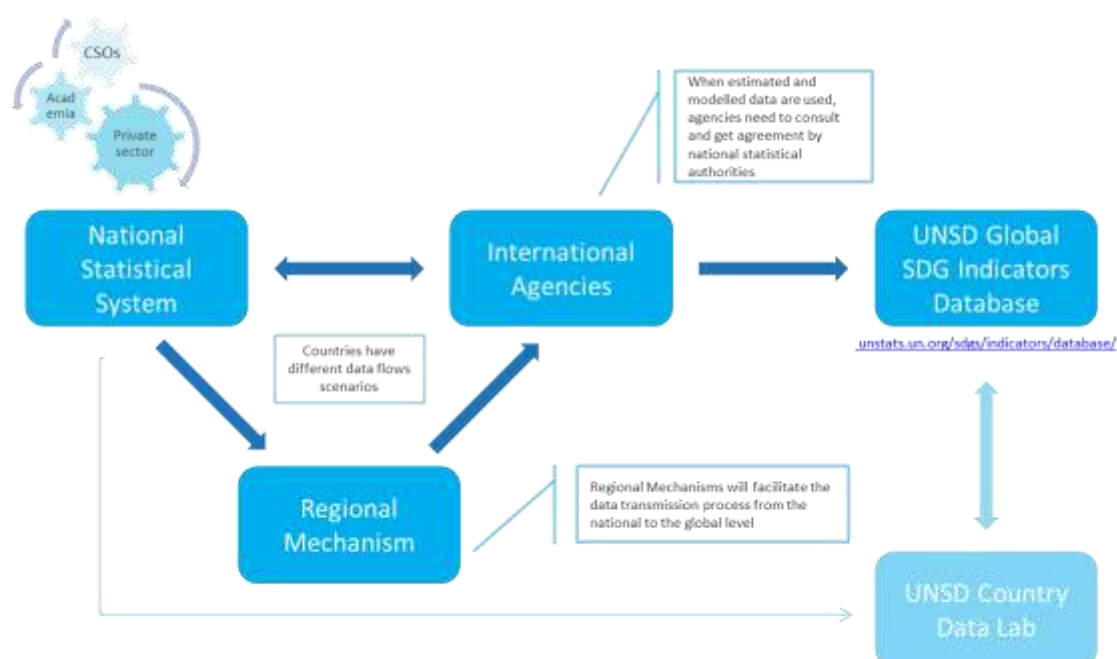 CSOs
Acad
emia
Private
sector
When estimated and
modelled data are used,
agencies need to consult
and get agreement by
national statistical
authorities
National
Statistical
System
International
Agencies
UNSD Global
SDG Indicators
Database
unstats.un.org/sdgs/indicators/database/
Countries have
different data flows
scenarios
Regional
Mechanism
Regional Mechanisms will facilitate the
data transmission process from the
national to the global level
UNSD Country
Data Lab